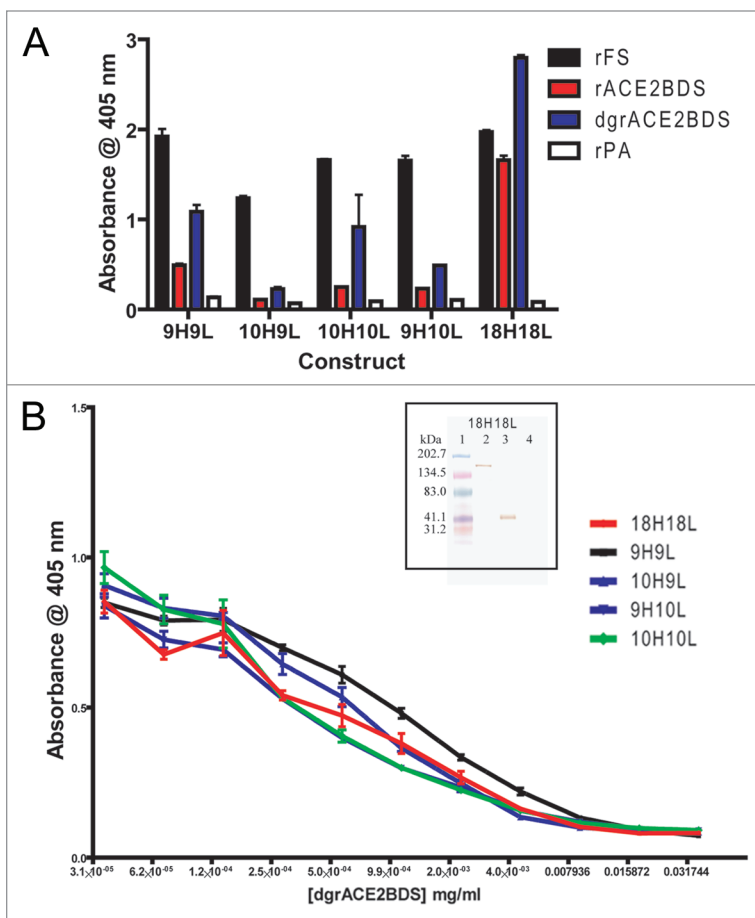 A
3
2
1
0
Absorbance @ 405 nm
rFS
rACE2BDS
dgrACE2BDS
rPA
9H9L 10H9L 10H10L 9H10L 18H18L
Construct
B
1.5
1.0
0.5
0.0
Absorbance @ 405 nm
18H18L
kDa 1 2 3 4
202.7
134.5
83.0
41.1
31.2
18H18L
9H9L
10H9L
9H10L
10H10L
3.1×10⁻⁰⁵ 6.2×10⁻⁰⁵ 1.2×10⁻⁰⁴ 2.5×10⁻⁰⁴ 5.0×10⁻⁰⁴ 9.9×10⁻⁰⁴ 2.0×10⁻⁰³ 4.0×10⁻⁰³ 0.007936 0.015872 0.031744
[dgrACE2BDS] mg/ml